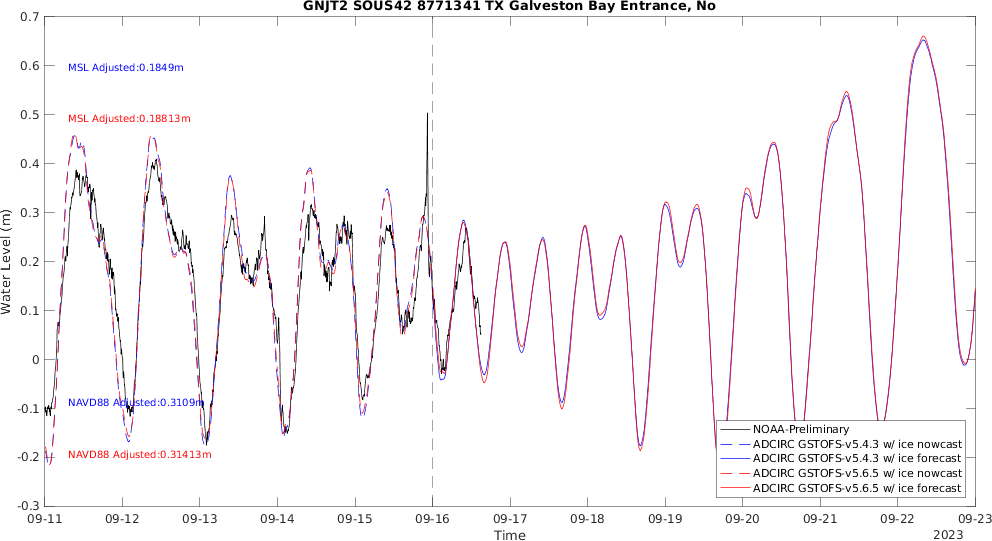 GNJT2 SOUS42 8771341 TX Galveston Bay Entrance, No
Water Level (m)
0.7
0.6
0.5
0.4
0.3
0.2
0.1
0
-0.1
-0.2
-0.3
MSL Adjusted:0.1849m
MSL Adjusted:0.18813m
NAVD88 Adjusted:0.3109m
NAVD88 Adjusted:0.31413m
NOAA-Preliminary
ADCIRC GSTOFS-v5.4.3 w/ ice nowcast
ADCIRC GSTOFS-v5.4.3 w/ ice forecast
ADCIRC GSTOFS-v5.6.5 w/ ice nowcast
ADCIRC GSTOFS-v5.6.5 w/ ice forecast
09-11 09-12 09-13 09-14 09-15 09-16 09-17 09-18 09-19 09-20 09-21 09-22 09-23
Time
2023